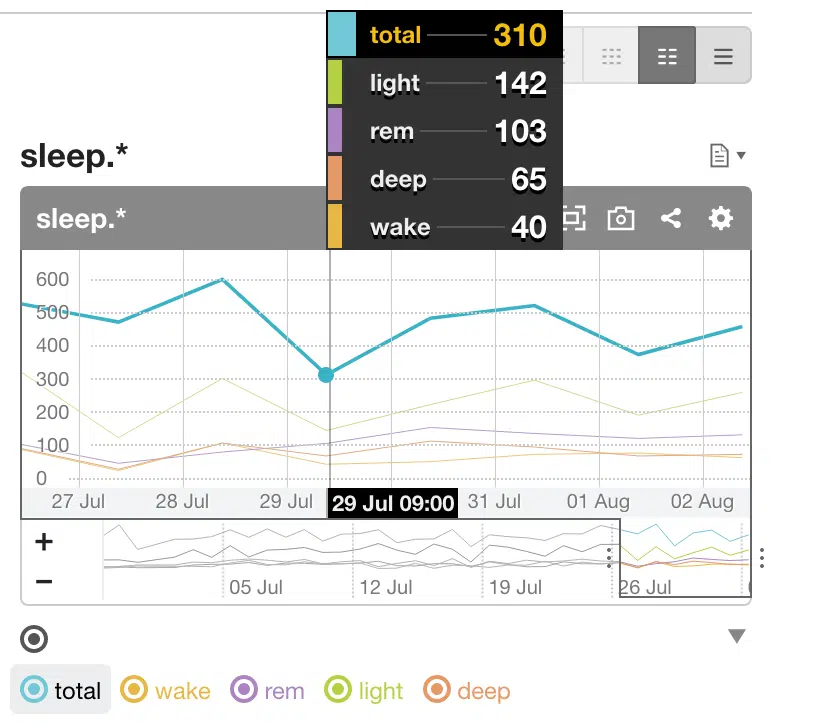 total 310
light 142
rem 103
deep 65
wake 40
sleep.*
sleep.*
600
500
400
300
200
100
0
27 Jul 28 Jul 29 Jul 29 Jul 09:00 31 Jul 01 Aug 02 Aug
+
−
05 Jul 12 Jul 19 Jul 26 Jul
total wake rem light deep